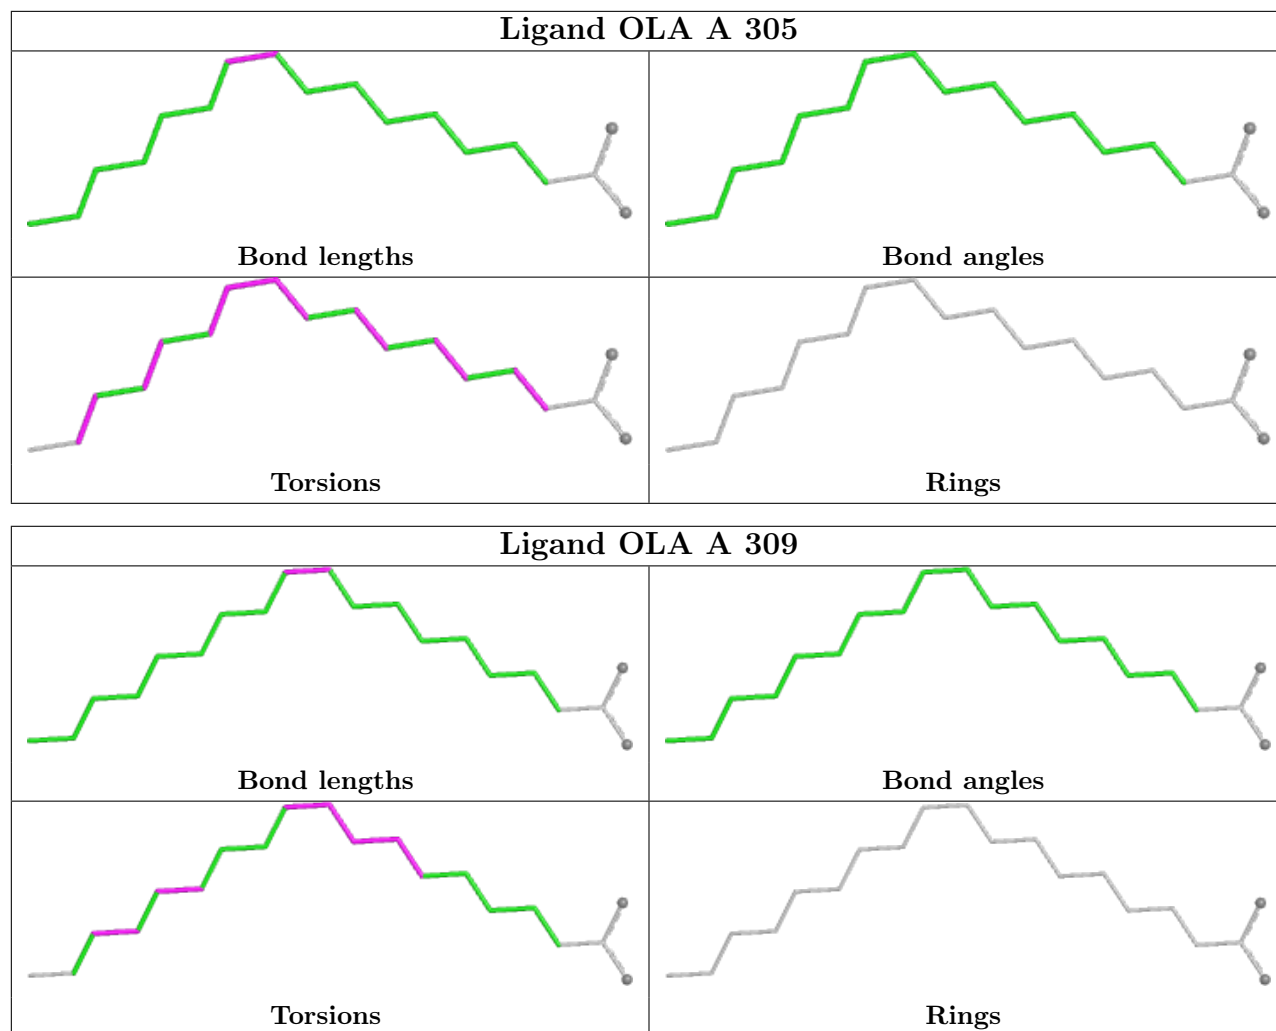 Ligand OLA A 305
Bond lengths
Bond angles
Torsions
Rings
Ligand OLA A 309
Bond lengths
Bond angles
Torsions
Rings